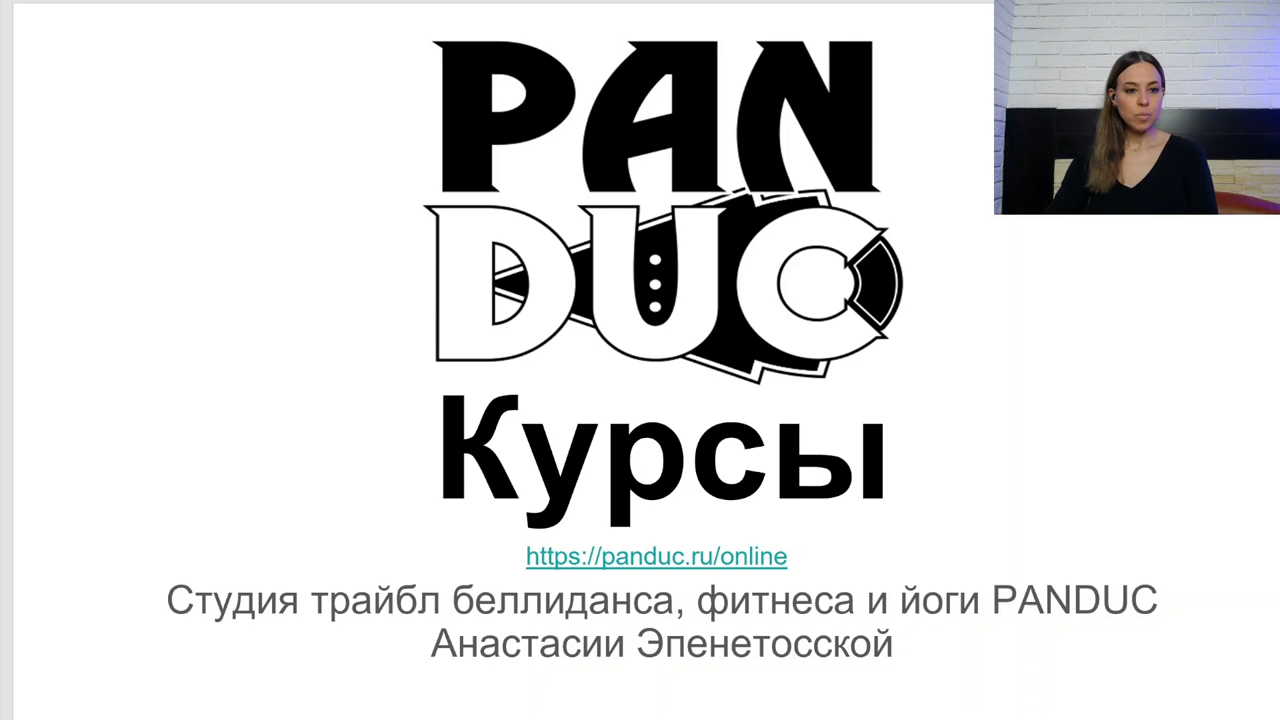 PAN
DUC
Курсы
https://panduc.ru/online
Студия трайбл беллиданса, фитнеса и йоги PANDUC
Анастасии Эпенетосской